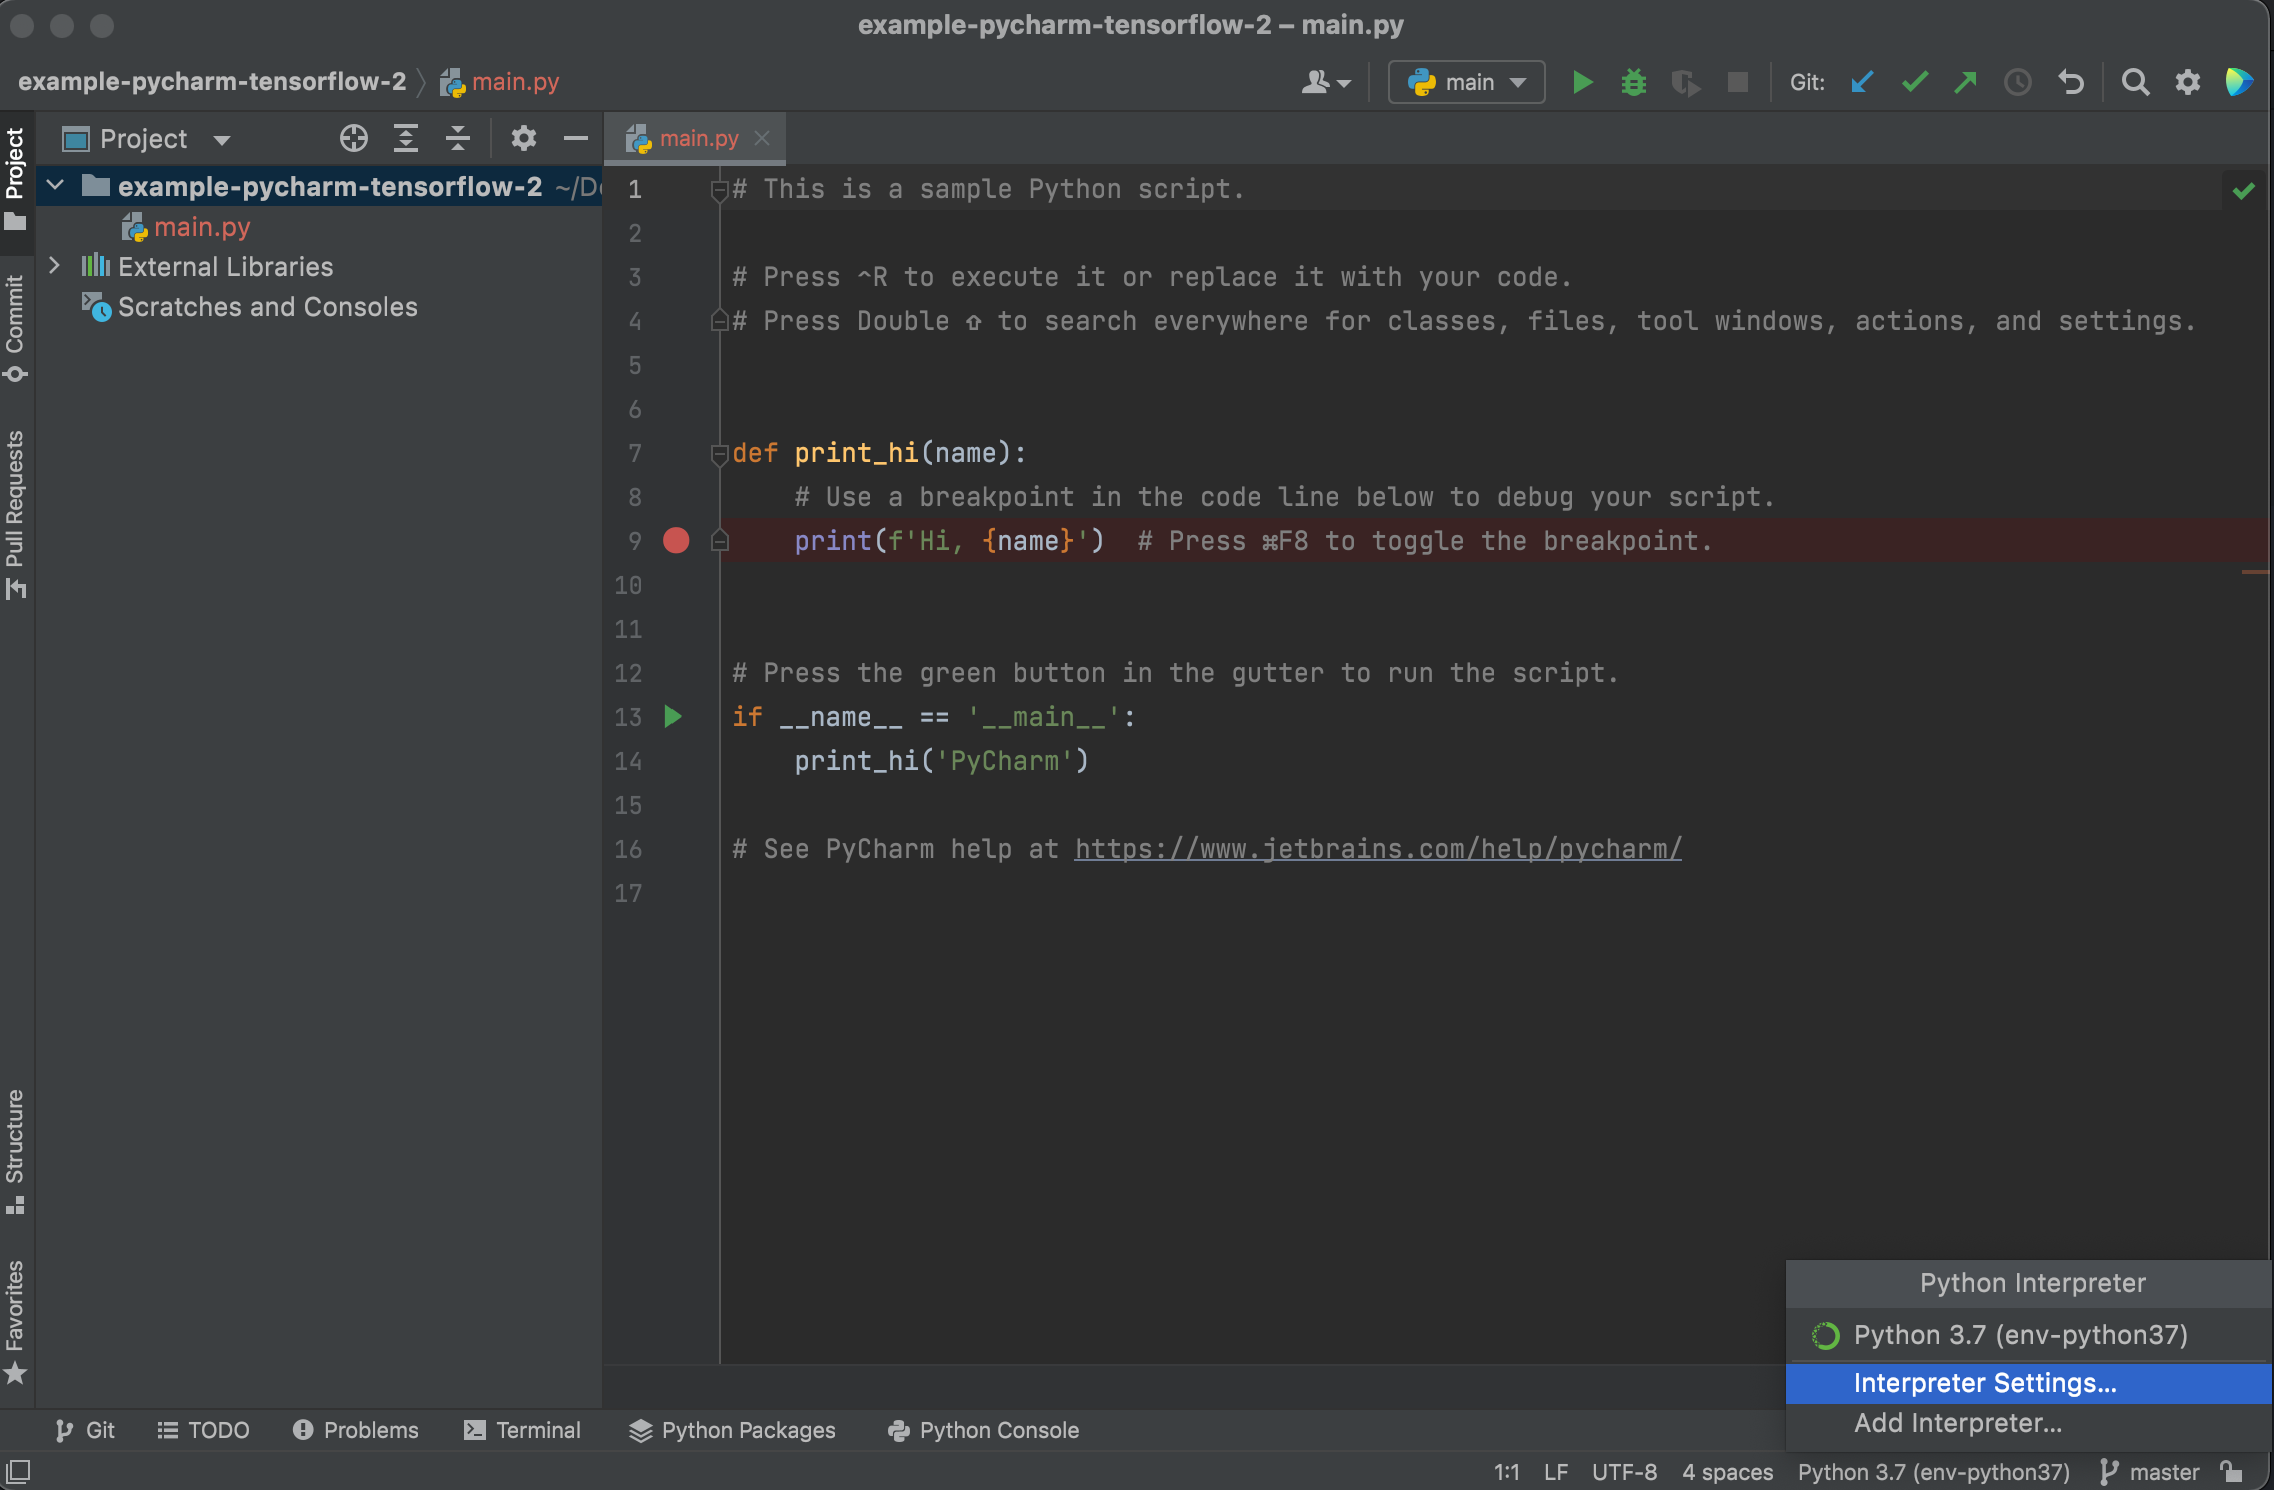 example-pycharm-tensorflow-2 – main.py
example-pycharm-tensorflow-2 main.py
main
Git:
Project
main.py
Project
Commit
Pull Requests
Structure
Favorites
example-pycharm-tensorflow-2 ~/Do
main.py
External Libraries
Scratches and Consoles
1 # This is a sample Python script.
2
3 # Press ^R to execute it or replace it with your code.
4 # Press Double ⇧ to search everywhere for classes, files, tool windows, actions, and settings.
5
6
7 def print_hi(name):
8 # Use a breakpoint in the code line below to debug your script.
9 print(f'Hi, {name}') # Press ⌘F8 to toggle the breakpoint.
10
11
12 # Press the green button in the gutter to run the script.
13 if __name__ == '__main__':
14 print_hi('PyCharm')
15
16 # See PyCharm help at https://www.jetbrains.com/help/pycharm/
17
Python Interpreter
Python 3.7 (env-python37)
Interpreter Settings...
Add Interpreter...
Git TODO Problems Terminal Python Packages Python Console
1:1 LF UTF-8 4 spaces Python 3.7 (env-python37) master